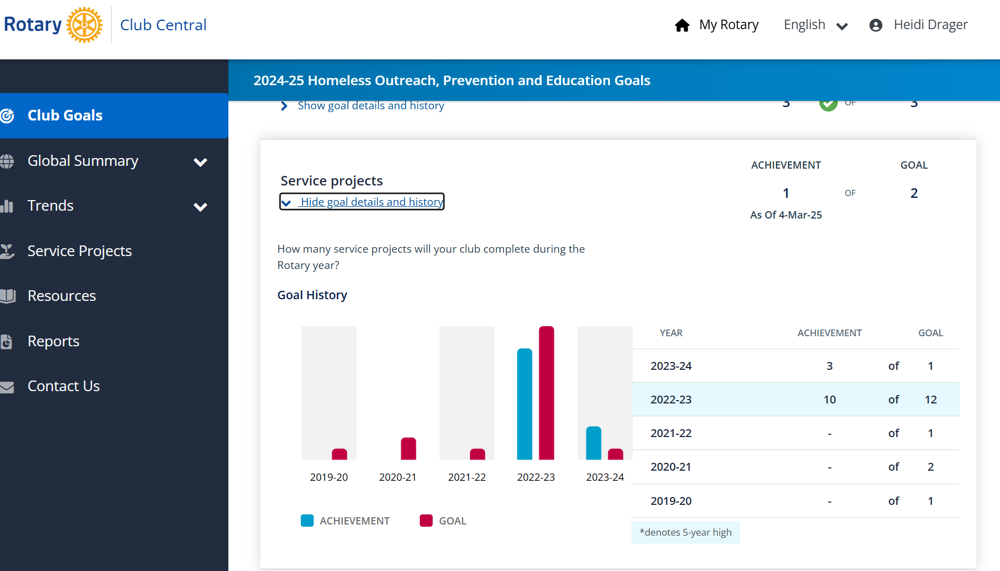 Rotary Club Central
My Rotary English Heidi Drager
2024-25 Homeless Outreach, Prevention and Education Goals
Club Goals
Global Summary
Trends
Service Projects
Resources
Reports
Contact Us
Show goal details and history 3 OF 3
ACHIEVEMENT GOAL
Service projects
1 OF 2
Hide goal details and history
As Of 4-Mar-25
How many service projects will your club complete during the
Rotary year?
Goal History
2019-20 2020-21 2021-22 2022-23 2023-24
ACHIEVEMENT GOAL
YEAR ACHIEVEMENT GOAL
2023-24 3 of 1
2022-23 10 of 12
2021-22 - of 1
2020-21 - of 2
2019-20 - of 1
*denotes 5-year high